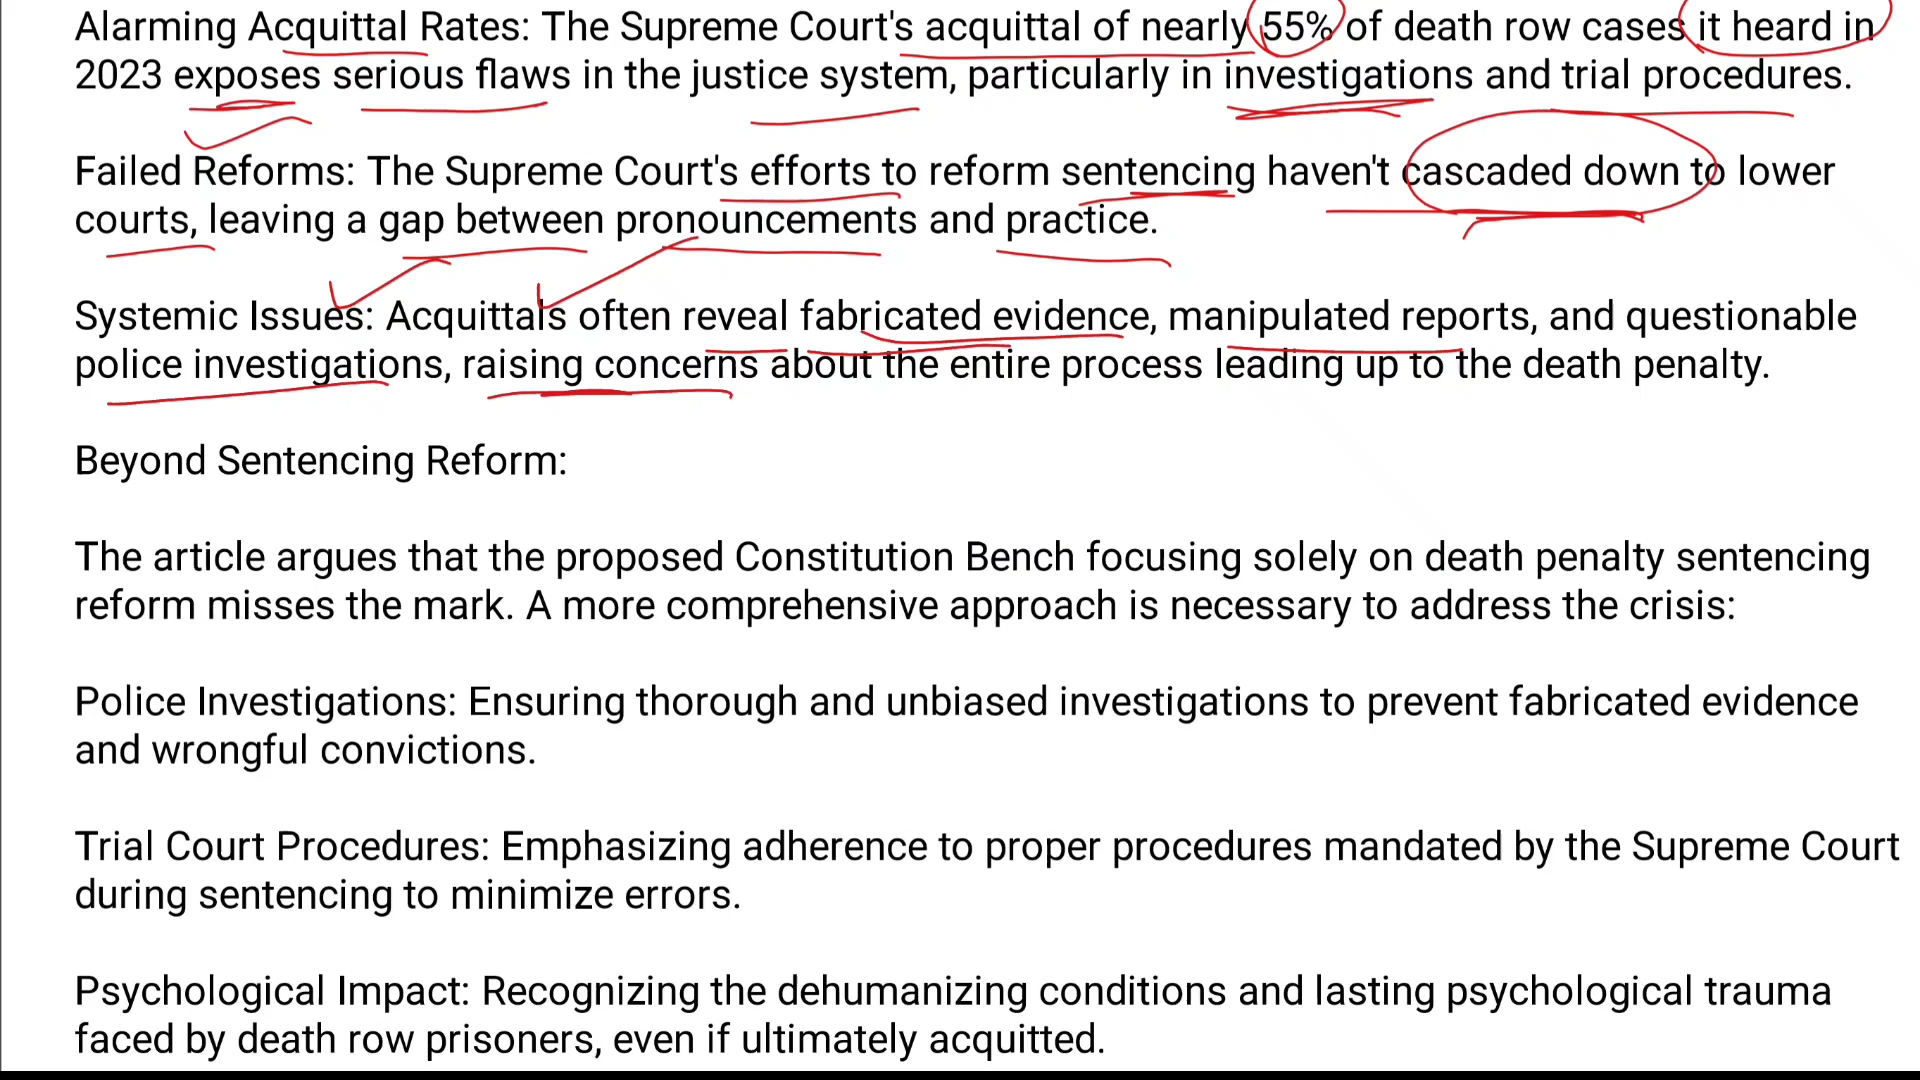 Alarming Acquittal Rates: The Supreme Court's acquittal of nearly 55% of death row cases it heard in
2023 exposes serious flaws in the justice system, particularly in investigations and trial procedures.
Failed Reforms: The Supreme Court's efforts to reform sentencing haven't cascaded down to lower
courts, leaving a gap between pronouncements and practice.
Systemic Issues: Acquittals often reveal fabricated evidence, manipulated reports, and questionable
police investigations, raising concerns about the entire process leading up to the death penalty.
Beyond Sentencing Reform:
The article argues that the proposed Constitution Bench focusing solely on death penalty sentencing
reform misses the mark. A more comprehensive approach is necessary to address the crisis:
Police Investigations: Ensuring thorough and unbiased investigations to prevent fabricated evidence
and wrongful convictions.
Trial Court Procedures: Emphasizing adherence to proper procedures mandated by the Supreme Court
during sentencing to minimize errors.
Psychological Impact: Recognizing the dehumanizing conditions and lasting psychological trauma
faced by death row prisoners, even if ultimately acquitted.